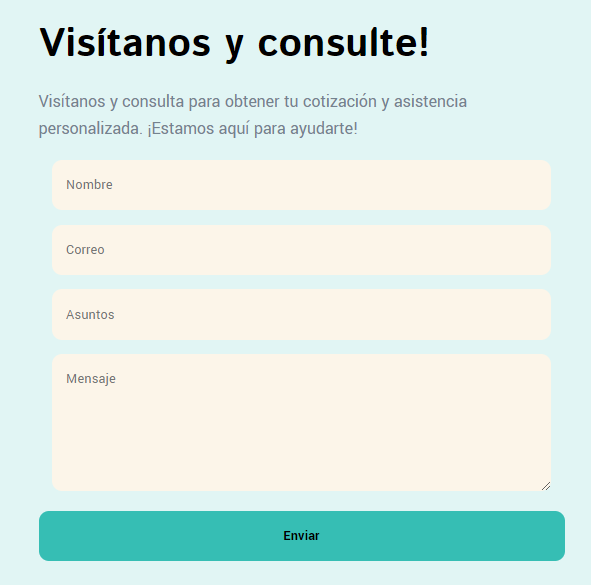 Visítanos y consulte!
Visítanos y consulta para obtener tu cotización y asistencia
personalizada. ¡Estamos aquí para ayudarte!
Nombre
Correo
Asuntos
Mensaje
Enviar